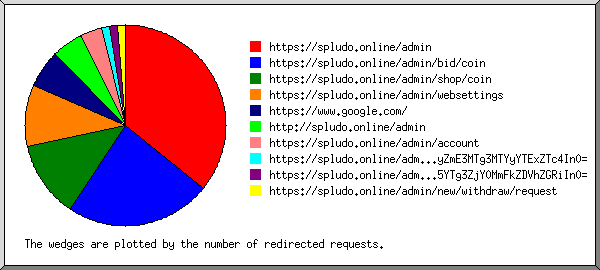 https://spludo.online/admin
https://spludo.online/admin/bid/coin
https://spludo.online/admin/shop/coin
https://spludo.online/admin/websettings
https://www.google.com/
http://spludo.online/admin
https://spludo.online/admin/account
https://spludo.online/adm...yZmE3MTg3MTYyYTExZTc4In0=
https://spludo.online/adm...5YTg3ZjY0MmFkZDVhZGRiIn0=
https://spludo.online/admin/new/withdraw/request
The wedges are plotted by the number of redirected requests.